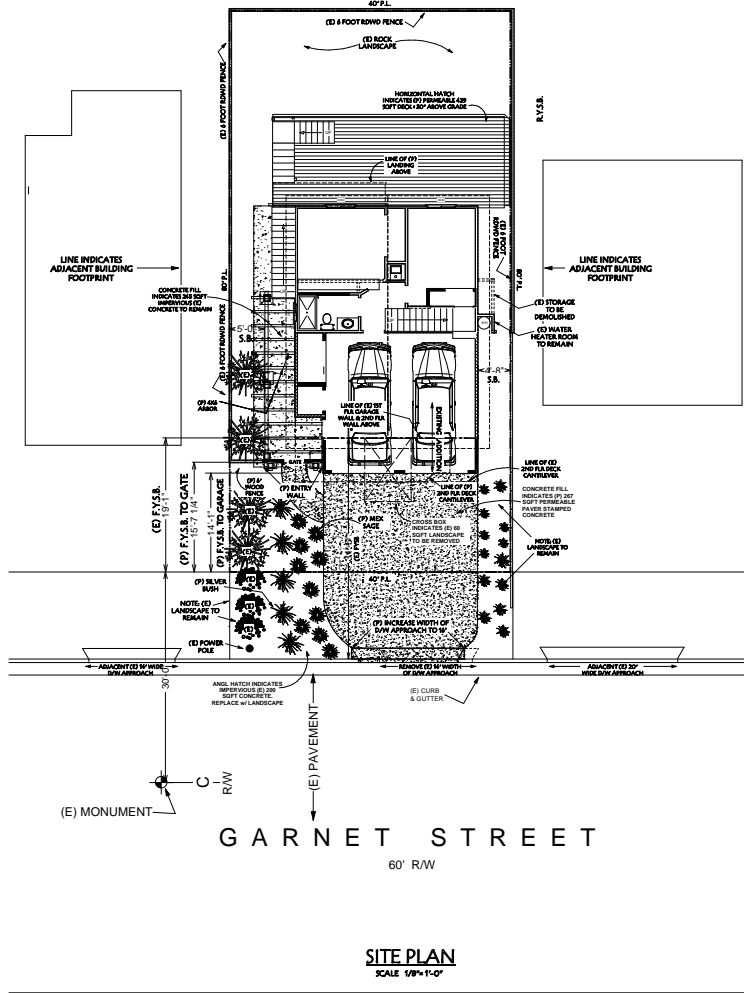 40' P.L.
(E) 6 FOOT RDWD FENCE
(E) ROCK
LANDSCAPE
(E) 6 FOOT RDWD FENCE
HORIZONTAL HATCH
INDICATES (P) PERMEABLE 429
SQFT DECK <30" ABOVE GRADE
R.Y.S.B.
LINE OF (P)
LANDING
ABOVE
(E) 6 FOOT
RDWD FENCE
LINE INDICATES
ADJACENT BUILDING
FOOTPRINT
80' P.L.
80' P.L.
LINE INDICATES
ADJACENT BUILDING
FOOTPRINT
CONCRETE FILL
INDICATES 268 SQFT
IMPERVIOUS (E)
CONCRETE TO REMAIN
(E) STORAGE
TO BE
DEMOLISHED
(E) WATER
HEATER ROOM
TO REMAIN
5'-0"
S.B.
(E) 6 FOOT RDWD FENCE
4'-8"
S.B.
(P) 4X6
ARBOR
LINE OF (E) 1ST
FLR GARAGE
WALL & 2ND FLR
WALL ABOVE
EXISTING ADDITION
GATE
LINE OF (E)
2ND FLR DECK
CANTILEVER
(E) F.Y.S.B.
19'-1"
(P) F.Y.S.B. TO GATE
15'-7 1/4"
(P) F.Y.S.B. TO GARAGE
14'-1"
(P) 6'
WOOD
FENCE
(P) ENTRY
WALL
LINE OF (P)
2ND FLR DECK
CANTILEVER
CONCRETE FILL
INDICATES (P) 267
SQFT PERMEABLE
PAVER STAMPED
CONCRETE
(P) MEX
SAGE
CROSS BOX
INDICATES (E) 60
SQFT LANDSCAPE
TO BE REMOVED
NOTE: (E)
LANDSCAPE TO
REMAIN
40' P.L.
(P) SILVER
BUSH
NOTE: (E)
LANDSCAPE TO
REMAIN
(P) INCREASE WIDTH OF
D/W APPROACH TO 16'
(E) POWER
POLE
ADJACENT (E) 16' WIDE
D/W APPROACH
REMOVE (E) 14' WIDTH
OF D/W APPROACH
ADJACENT (E) 20'
WIDE D/W APPROACH
ANGL HATCH INDICATES
IMPERVIOUS (E) 200
SQFT CONCRETE.
REPLACE w/ LANDSCAPE
(E) CURB
& GUTTER
30'-0"
(E) PAVEMENT
C
R/W
(E) MONUMENT
GARNET STREET
60' R/W
SITE PLAN
SCALE 1/8"= 1'-0"